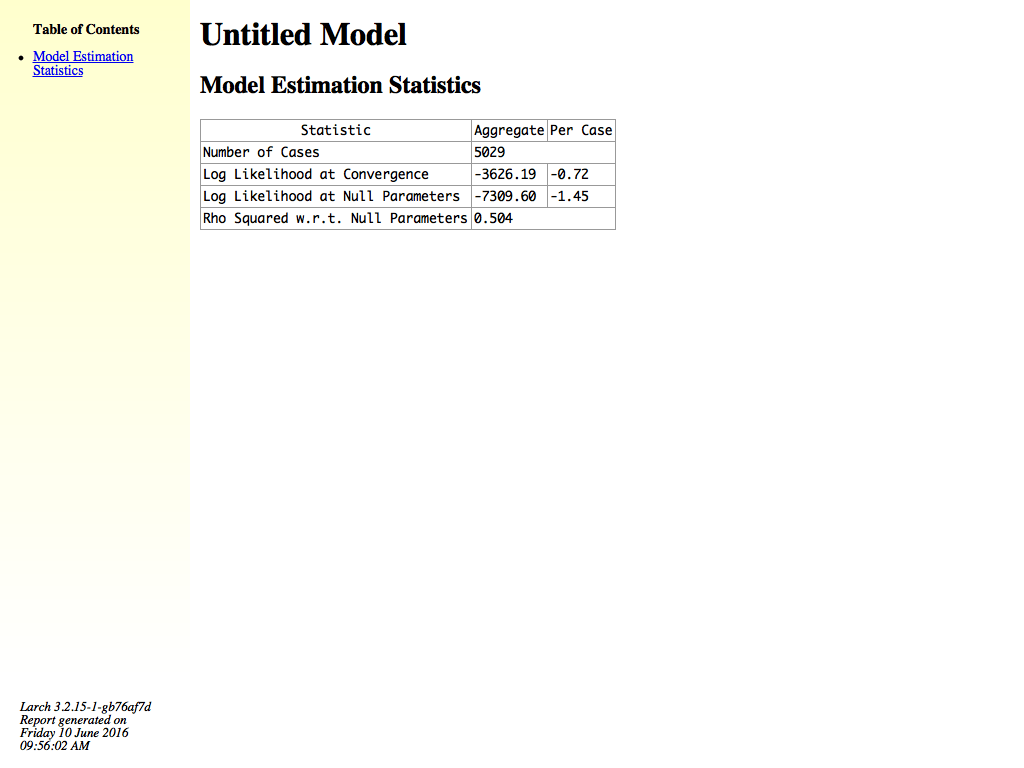 Table of Contents
• Model Estimation
Statistics
Untitled Model
Model Estimation Statistics
Statistic Aggregate Per Case
Number of Cases 5029
Log Likelihood at Convergence -3626.19 -0.72
Log Likelihood at Null Parameters -7309.60 -1.45
Rho Squared w.r.t. Null Parameters 0.504
Larch 3.2.15-1-gb76af7d
Report generated on
Friday 10 June 2016
09:56:02 AM